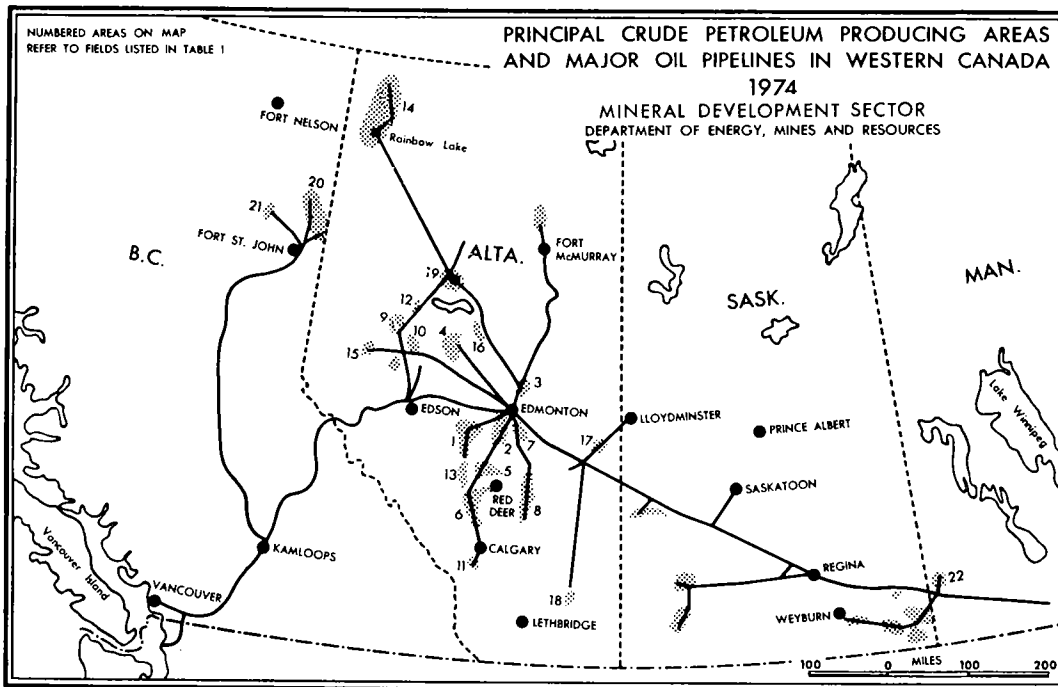 NUMBERED AREAS ON MAP
REFER TO FIELDS LISTED IN TABLE 1
PRINCIPAL CRUDE PETROLEUM PRODUCING AREAS
AND MAJOR OIL PIPELINES IN WESTERN CANADA
1974
MINERAL DEVELOPMENT SECTOR
DEPARTMENT OF ENERGY, MINES AND RESOURCES
14
FORT NELSON
Rainbow Lake
20
21
FORT ST. JOHN
B.C.
ALTA.
FORT
McMURRAY
SASK.
MAN.
19
12
9
10
4
16
15
3
EDSON
EDMONTON
LLOYDMINSTER
PRINCE ALBERT
Lake Winnipeg
1
2
7
17
13
5
RED
DEER
8
SASKATOON
6
CALGARY
11
KAMLOOPS
Vancouver Island
VANCOUVER
18
LETHBRIDGE
REGINA
22
WEYBURN
MILES
100 0 100 200